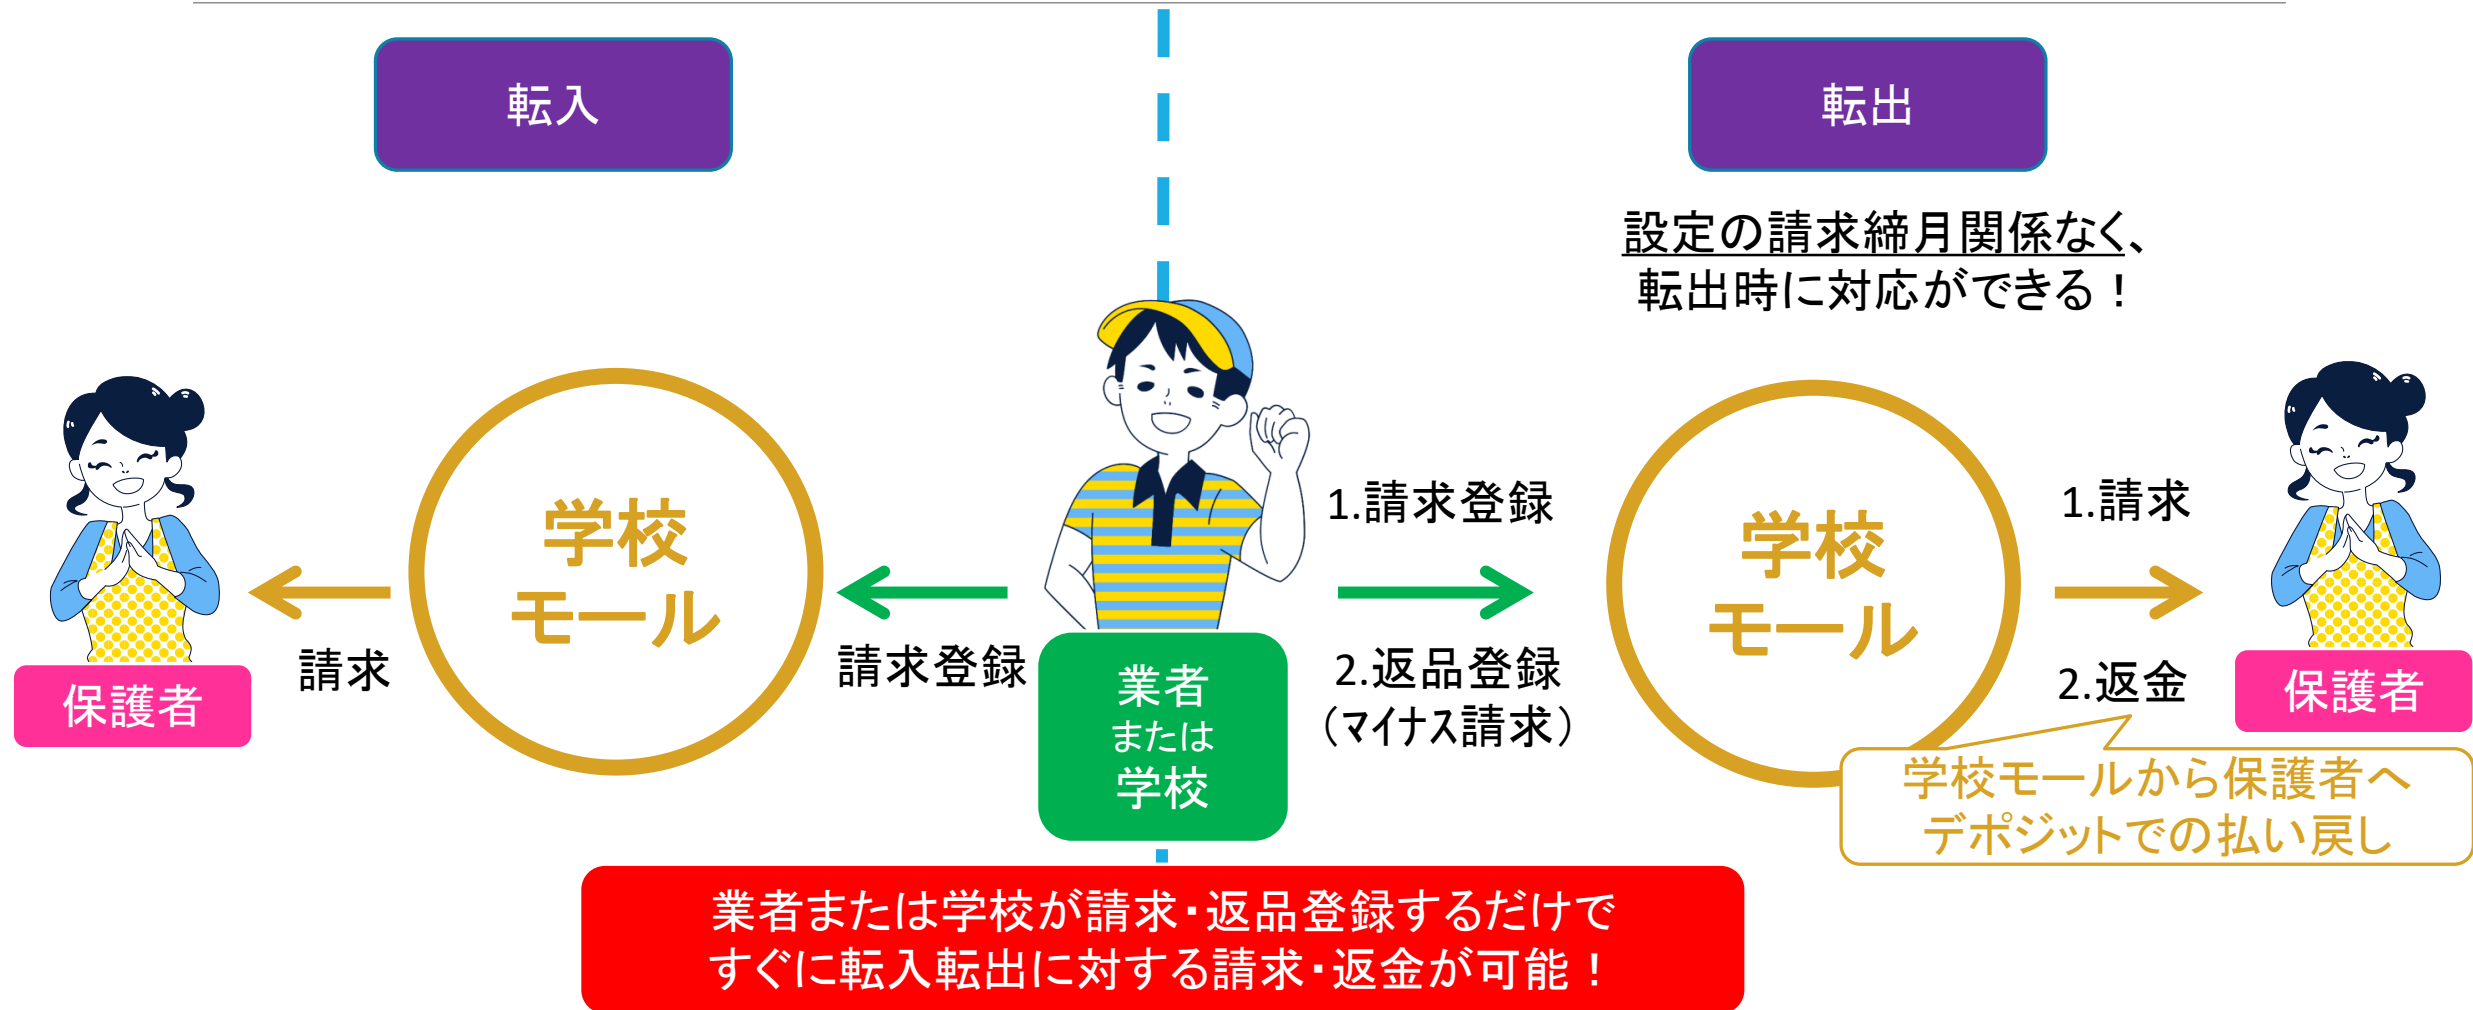 転入
転出
設定の請求締月関係なく、
転出時に対応ができる！
学校
モール
請求
保護者
請求登録
業者
または
学校
1.請求登録
2.返品登録
（マイナス請求）
学校
モール
1.請求
2.返金
保護者
学校モールから保護者へ
デポジットでの払い戻し
業者または学校が請求・返品登録するだけで
すぐに転入転出に対する請求・返金が可能！